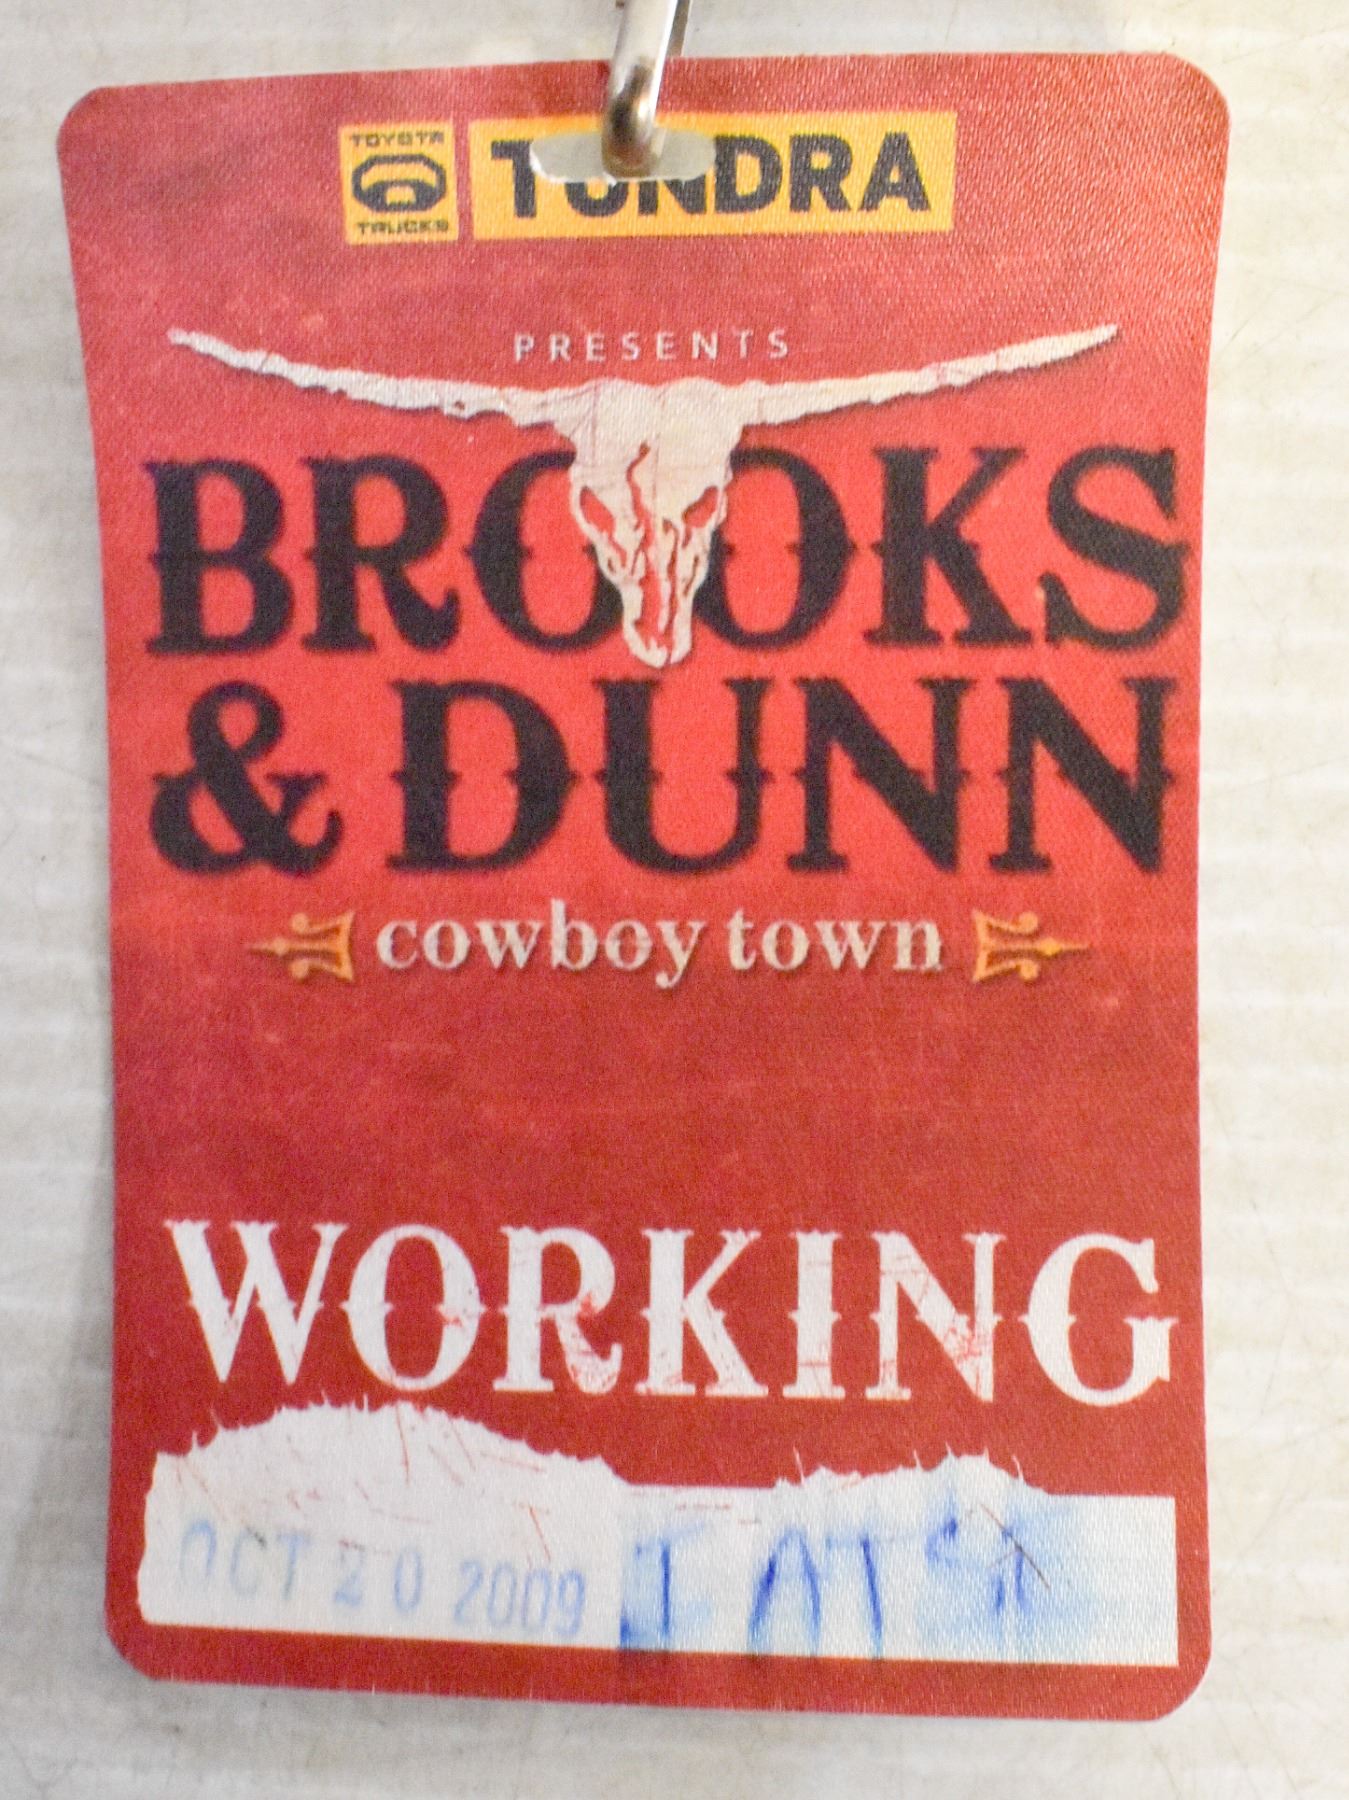 TOYOTA
TRUCKS
TUNDRA
PRESENTS
BROOKS
& DUNN
cowboy town
WORKING
OCT 20 2009 IATSE